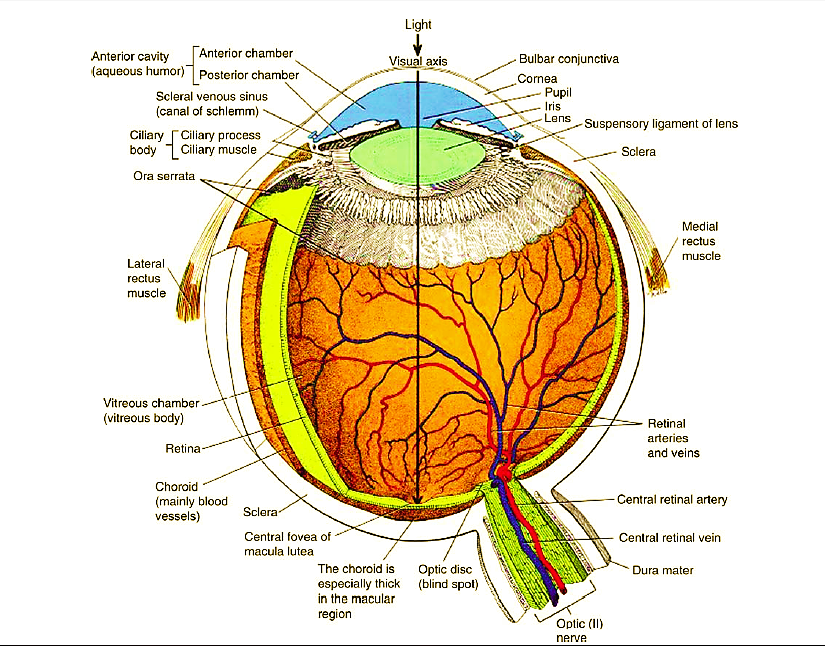 Light
Visual axis
Anterior cavity
(aqueous humor)
Anterior chamber
Posterior chamber
Scleral venous sinus
(canal of schlemm)
Ciliary
body
Ciliary process
Ciliary muscle
Ora serrata
Lateral
rectus
muscle
Vitreous chamber
(vitreous body)
Retina
Choroid
(mainly blood
vessels)
Sclera
Central fovea of
macula lutea
The choroid is
especially thick
in the macular
region
Optic disc
(blind spot)
Bulbar conjunctiva
Cornea
Pupil
Iris
Lens
Suspensory ligament of lens
Sclera
Medial
rectus
muscle
Retinal
arteries
and veins
Central retinal artery
Central retinal vein
Dura mater
Optic (II)
nerve